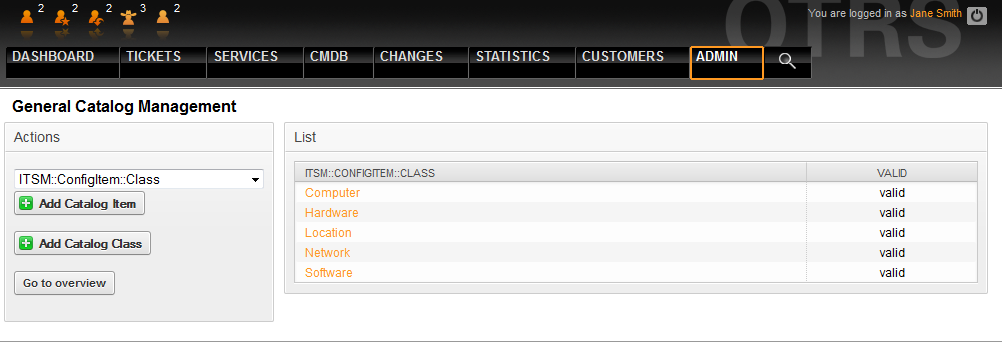 2 2 2 3 2
You are logged in as Jane Smith
OTRS
DASHBOARD TICKETS SERVICES CMDB CHANGES STATISTICS CUSTOMERS ADMIN
General Catalog Management
Actions
ITSM::ConfigItem::Class
Add Catalog Item
Add Catalog Class
Go to overview
List
ITSM::CONFIGITEM::CLASS VALID
Computer valid
Hardware valid
Location valid
Network valid
Software valid